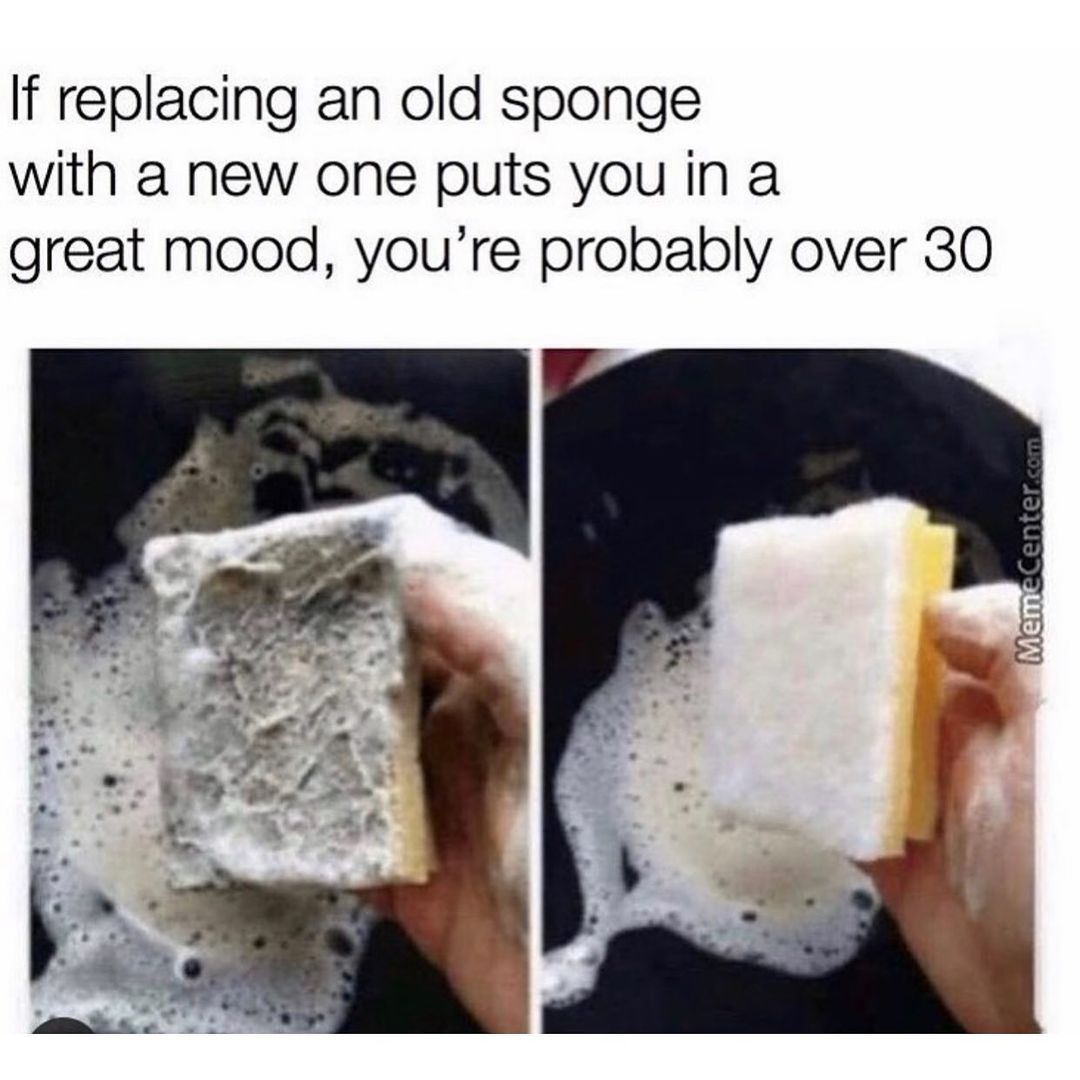 If replacing an old sponge
with a new one puts you in a
great mood, you’re probably over 30
MemeCenter.com